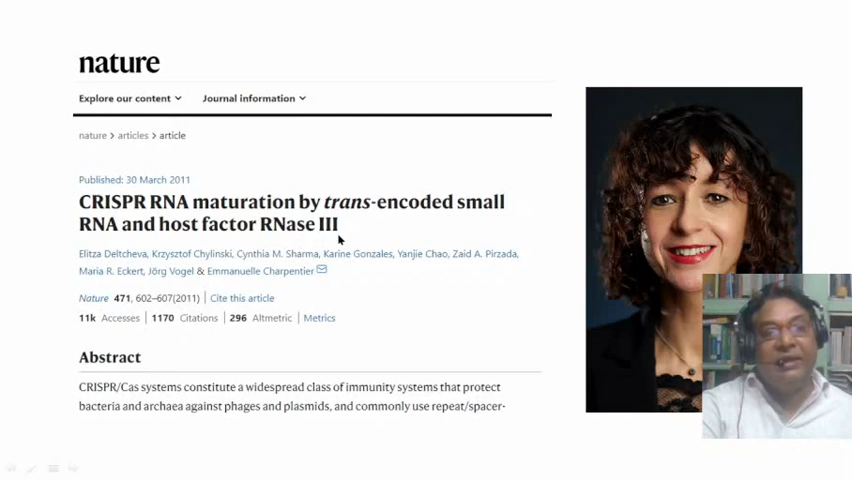 nature
Explore our content
Journal information
nature > articles > article
Published: 30 March 2011
CRISPR RNA maturation by trans-encoded small
RNA and host factor RNase III
Elitza Deltcheva, Krzysztof Chylinski, Cynthia M. Sharma, Karine Gonzales, Yanjie Chao, Zaid A. Pirzada,
Maria R. Eckert, Jörg Vogel & Emmanuelle Charpentier
Nature 471, 602–607(2011) | Cite this article
11k Accesses | 1170 Citations | 296 Altmetric | Metrics
Abstract
CRISPR/Cas systems constitute a widespread class of immunity systems that protect
bacteria and archaea against phages and plasmids, and commonly use repeat/spacer-